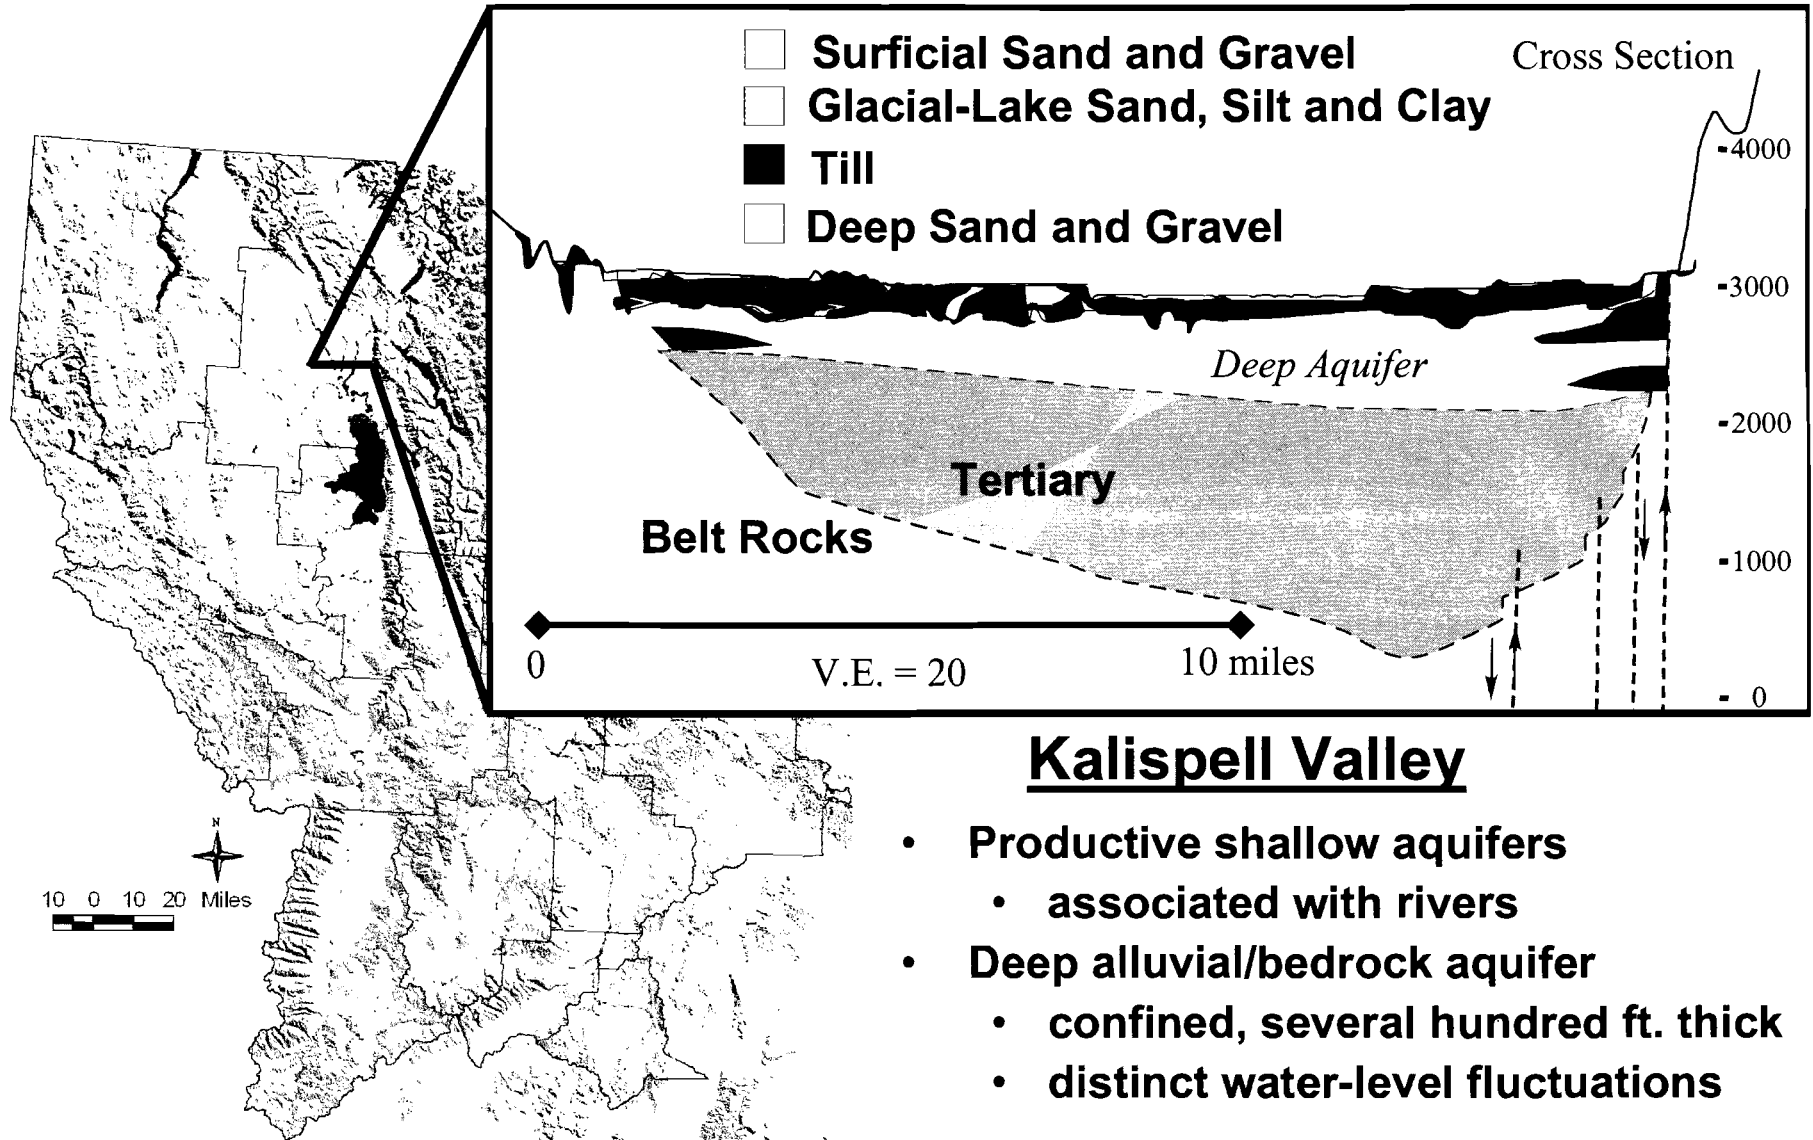 Surficial Sand and Gravel
Cross Section
Glacial-Lake Sand, Silt and Clay
Till
Deep Sand and Gravel
-4000
-3000
Deep Aquifer
-2000
Tertiary
Belt Rocks
-1000
0
V.E. = 20
10 miles
- 0
Kalispell Valley
N
10 0 10 20 Miles
• Productive shallow aquifers
• associated with rivers
• Deep alluvial/bedrock aquifer
• confined, several hundred ft. thick
• distinct water-level fluctuations